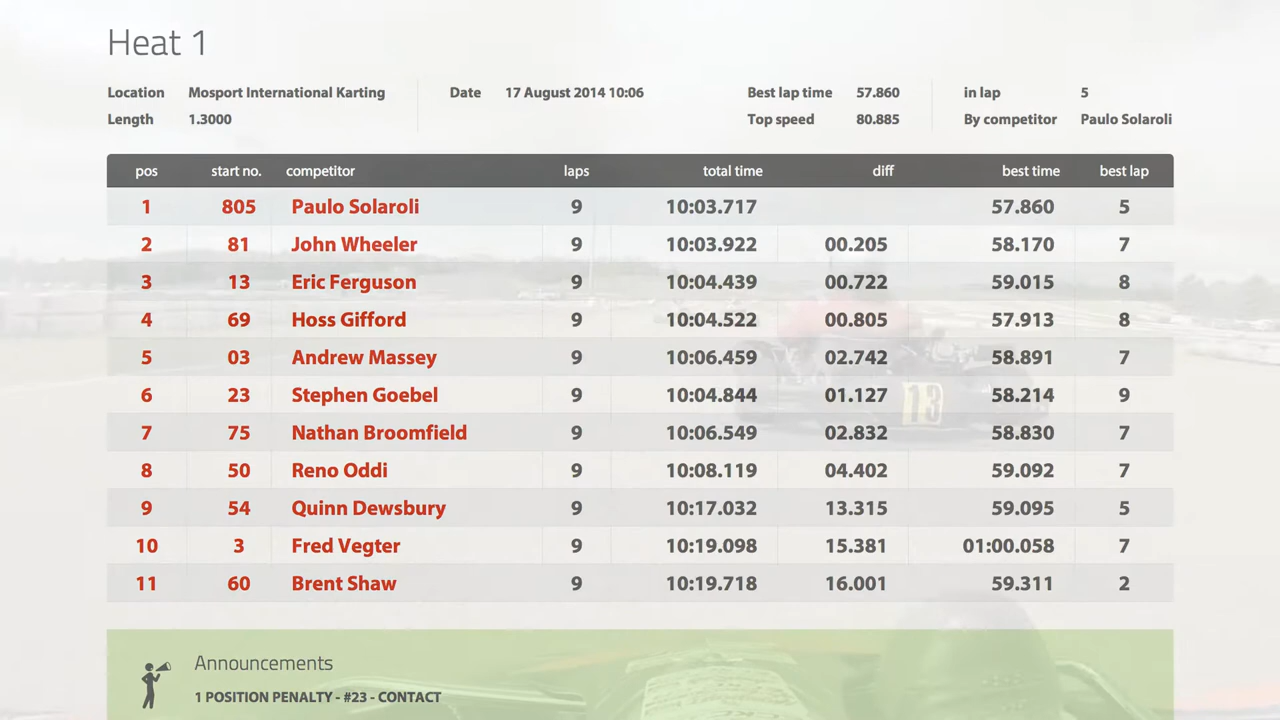 Heat 1
Location Mosport International Karting Date 17 August 2014 10:06 Best lap time 57.860 in lap 5
Length 1.3000 Top speed 80.885 By competitor Paulo Solaroli
pos start no. competitor laps total time diff best time best lap
1 805 Paulo Solaroli 9 10:03.717 57.860 5
2 81 John Wheeler 9 10:03.922 00.205 58.170 7
3 13 Eric Ferguson 9 10:04.439 00.722 59.015 8
4 69 Hoss Gifford 9 10:04.522 00.805 57.913 8
5 03 Andrew Massey 9 10:06.459 02.742 58.891 7
6 23 Stephen Goebel 9 10:04.844 01.127 58.214 9
7 75 Nathan Broomfield 9 10:06.549 02.832 58.830 7
8 50 Reno Oddi 9 10:08.119 04.402 59.092 7
9 54 Quinn Dewsbury 9 10:17.032 13.315 59.095 5
10 3 Fred Vegter 9 10:19.098 15.381 01:00.058 7
11 60 Brent Shaw 9 10:19.718 16.001 59.311 2
13
Announcements
1 POSITION PENALTY - #23 - CONTACT